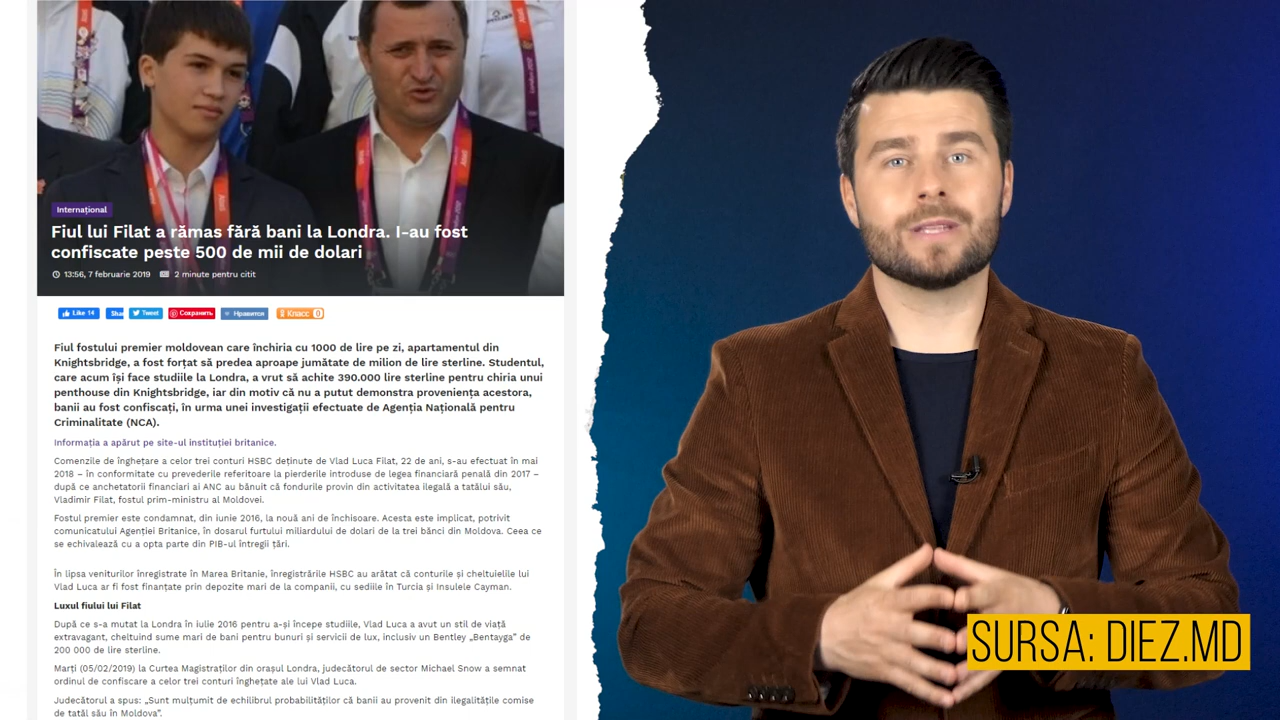 Internațional
Fiul lui Filat a rămas fără bani la Londra. I-au fost
confiscate peste 500 de mii de dolari
13:56, 7 februarie 2019 2 minute pentru citit
Like 14 Shar Tweet Сохранить Нравится Класс 0
Fiul fostului premier moldovean care închiria cu 1000 de lire pe zi, apartamentul din
Knightsbridge, a fost forțat să predea aproape jumătate de milion de lire sterline. Studentul,
care acum își face studiile la Londra, a vrut să achite 390.000 lire sterline pentru chiria unui
penthouse din Knightsbridge, iar din motiv că nu a putut demonstra proveniența acestora,
banii au fost confiscați, în urma unei investigații efectuate de Agenția Națională pentru
Criminalitate (NCA).
Informația a apărut pe site-ul instituției britanice.
Comenzile de înghețare a celor trei conturi HSBC deținute de Vlad Luca Filat, 22 de ani, s-au efectuat în mai
2018 – în conformitate cu prevederile referitoare la pierderile introduse de legea financiară penală din 2017 –
după ce anchetatorii financiari ai ANC au bănuit că fondurile provin din activitatea ilegală a tatălui său,
Vladimir Filat, fostul prim-ministru al Moldovei.
Fostul premier este condamnat, din iunie 2016, la nouă ani de închisoare. Acesta este implicat, potrivit
comunicatului Agenției Britanice, în dosarul furtului miliardului de dolari de la trei bănci din Moldova. Ceea ce
se echivalează cu a opta parte din PIB-ul întregii țări.
În lipsa veniturilor înregistrate în Marea Britanie, înregistrările HSBC au arătat că conturile și cheltuielile lui
Vlad Luca ar fi fost finanțate prin depozite mari de la companii, cu sediile în Turcia și Insulele Cayman.
Luxul fiului lui Filat
După ce s-a mutat la Londra în iulie 2016 pentru a-și începe studiile, Vlad Luca a avut un stil de viață
extravagant, cheltuind sume mari de bani pentru bunuri și servicii de lux, inclusiv un Bentley „Bentayga” de
200 000 de lire sterline.
Marți (05/02/2019) la Curtea Magistraților din orașul Londra, judecătorul de sector Michael Snow a semnat
ordinul de confiscare a celor trei conturi înghețate ale lui Vlad Luca.
Judecătorul a spus: „Sunt mulțumit de echilibrul probabilităților că banii au provenit din ilegalitățile comise
de tatăl său în Moldova”.
SURSA: DIEZ.MD